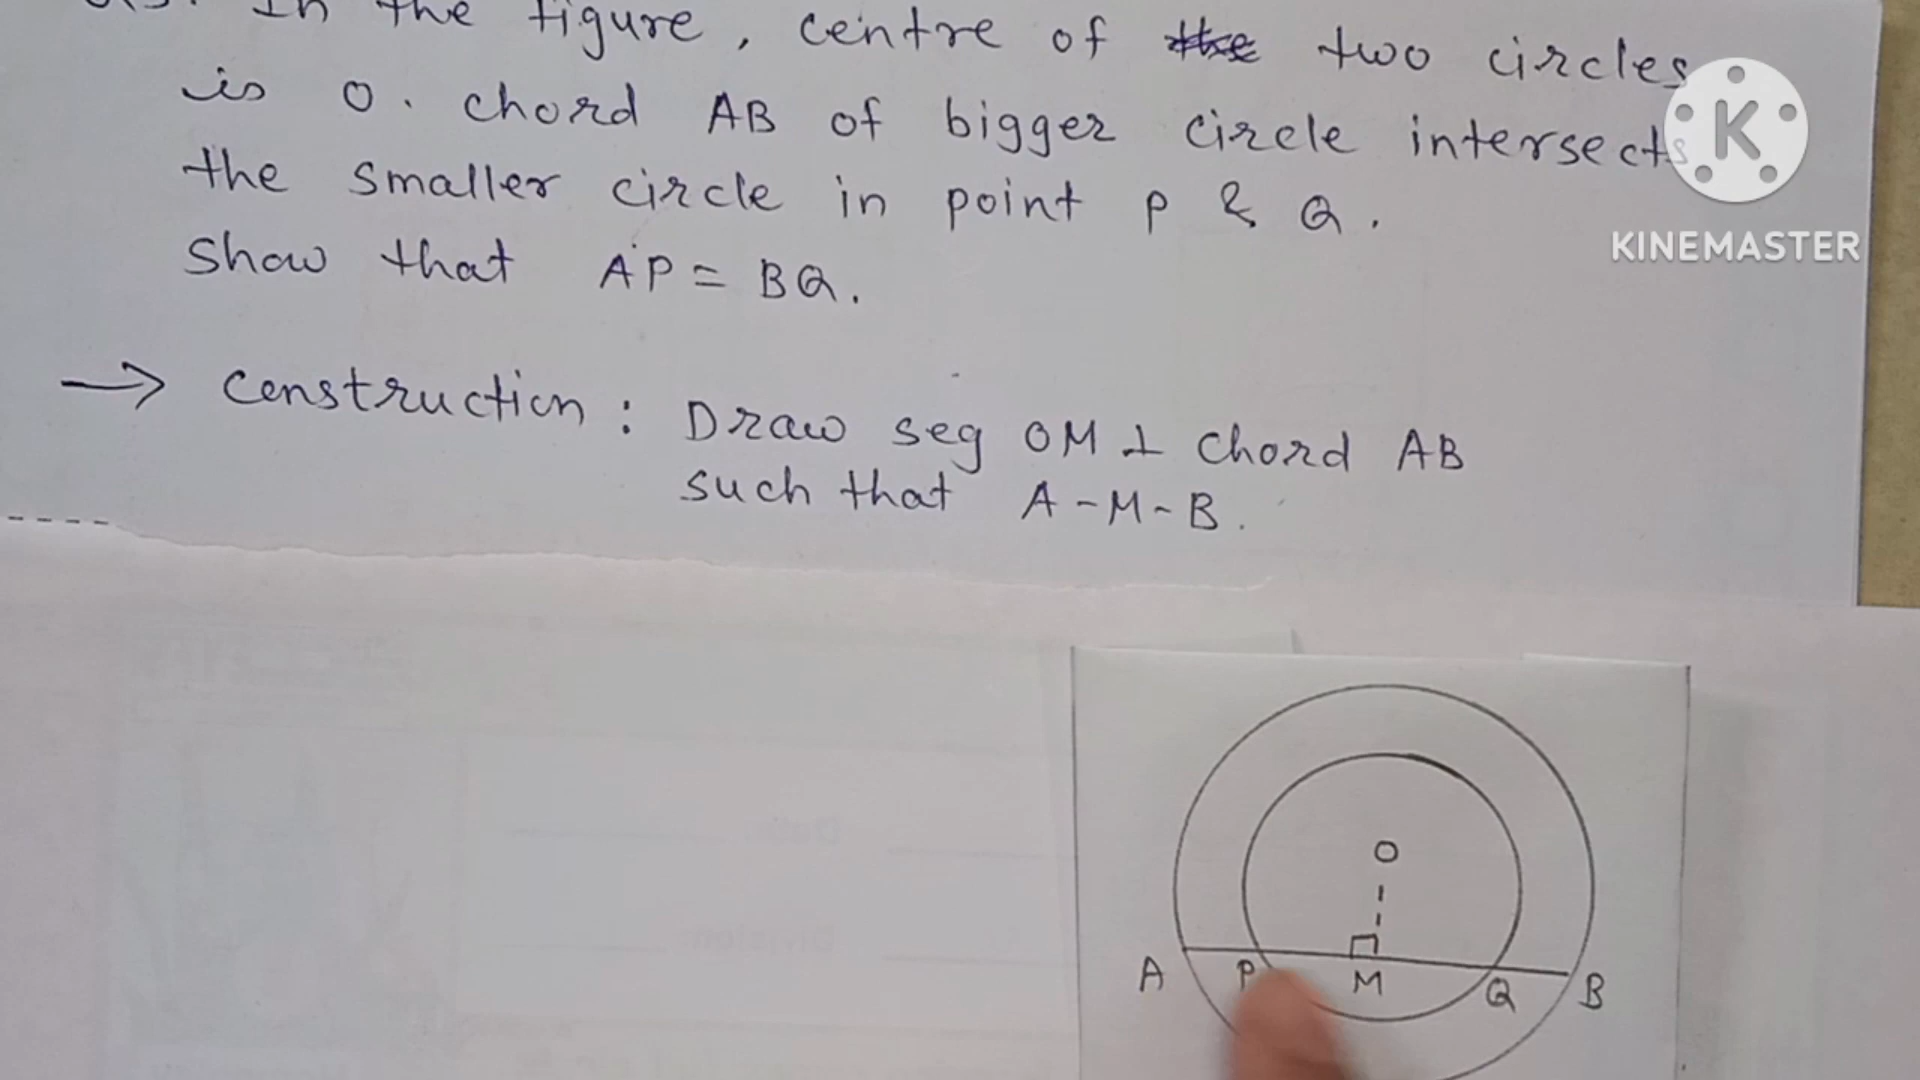 In the figure, centre of the two circles
is O. chord AB of bigger circle intersects
the smaller circle in point P & Q.
Show that AP = BQ.
→ Construction : Draw seg OM ⊥ chord AB
such that A - M - B.
K
KINEMASTER
O
A P M Q B